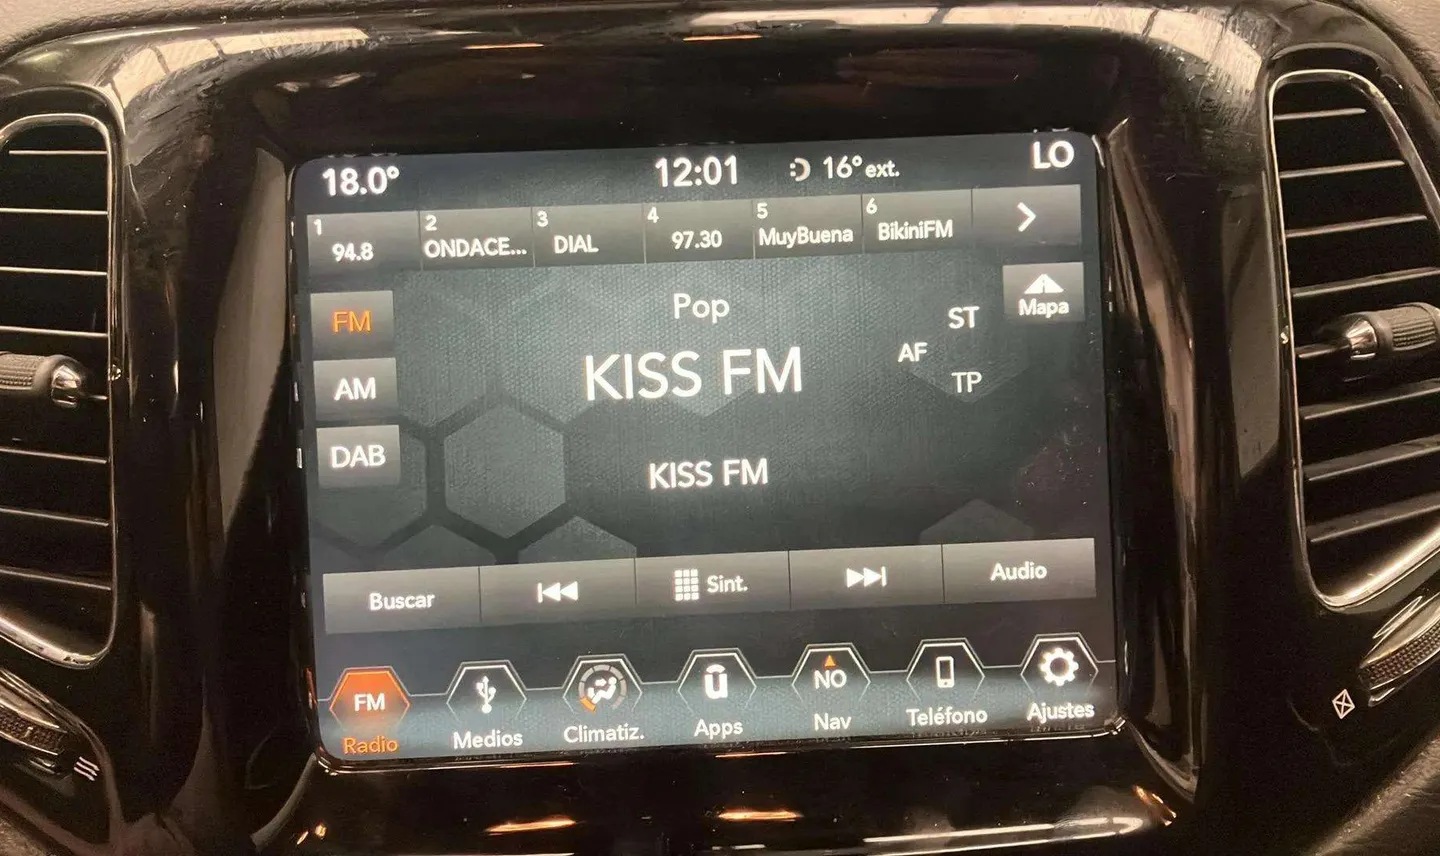 18.0° 12:01 16° ext. LO
1 2 3 4 5 6
94.8 ONDACE... DIAL 97.30 MuyBuena BikiniFM
Mapa
FM
AM
DAB
Pop
KISS FM
ST
AF
TP
KISS FM
Buscar Sint. Audio
FM NO
Radio Medios Climatiz. Apps Nav Teléfono Ajustes